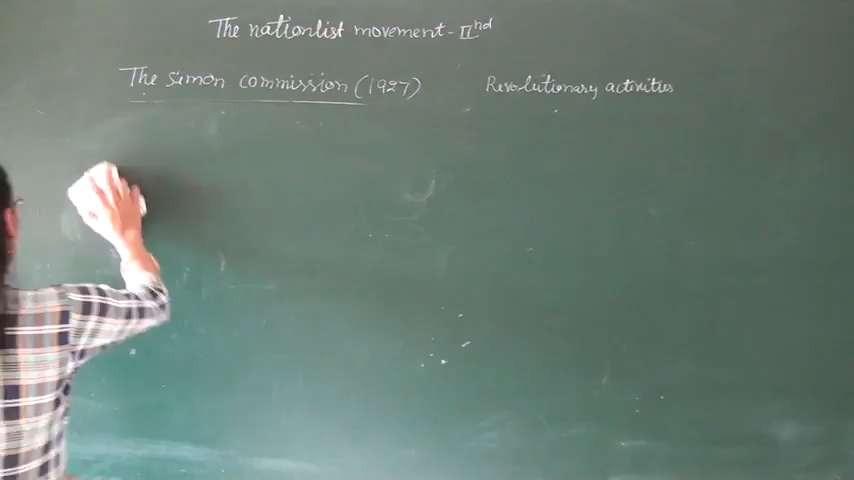 The nationlist movement - IInd
The simon commission (1927)
Revolutionary activities